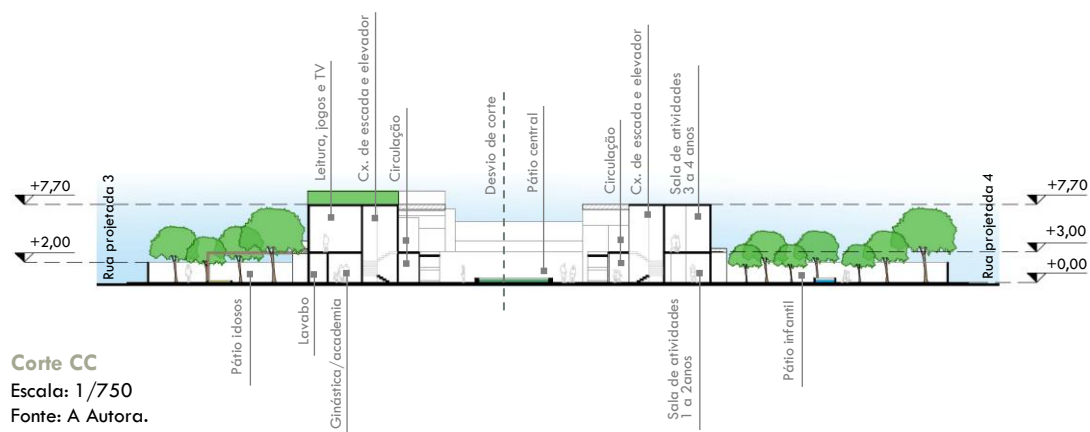 Leitura, jogos e TV
Cx. de escada e elevador
Circulação
Desvio de corte
Pátio central
Circulação
Cx. de escada e elevador
Sala de atividades
3 a 4 anos
+7,70
+2,00
Rua projetada 3
Rua projetada 4
+7,70
+3,00
+0,00
Pátio idosos
Lavabo
Ginástica/academia
Sala de atividades
1 a 2anos
Pátio infantil
Corte CC
Escala: 1/750
Fonte: A Autora.